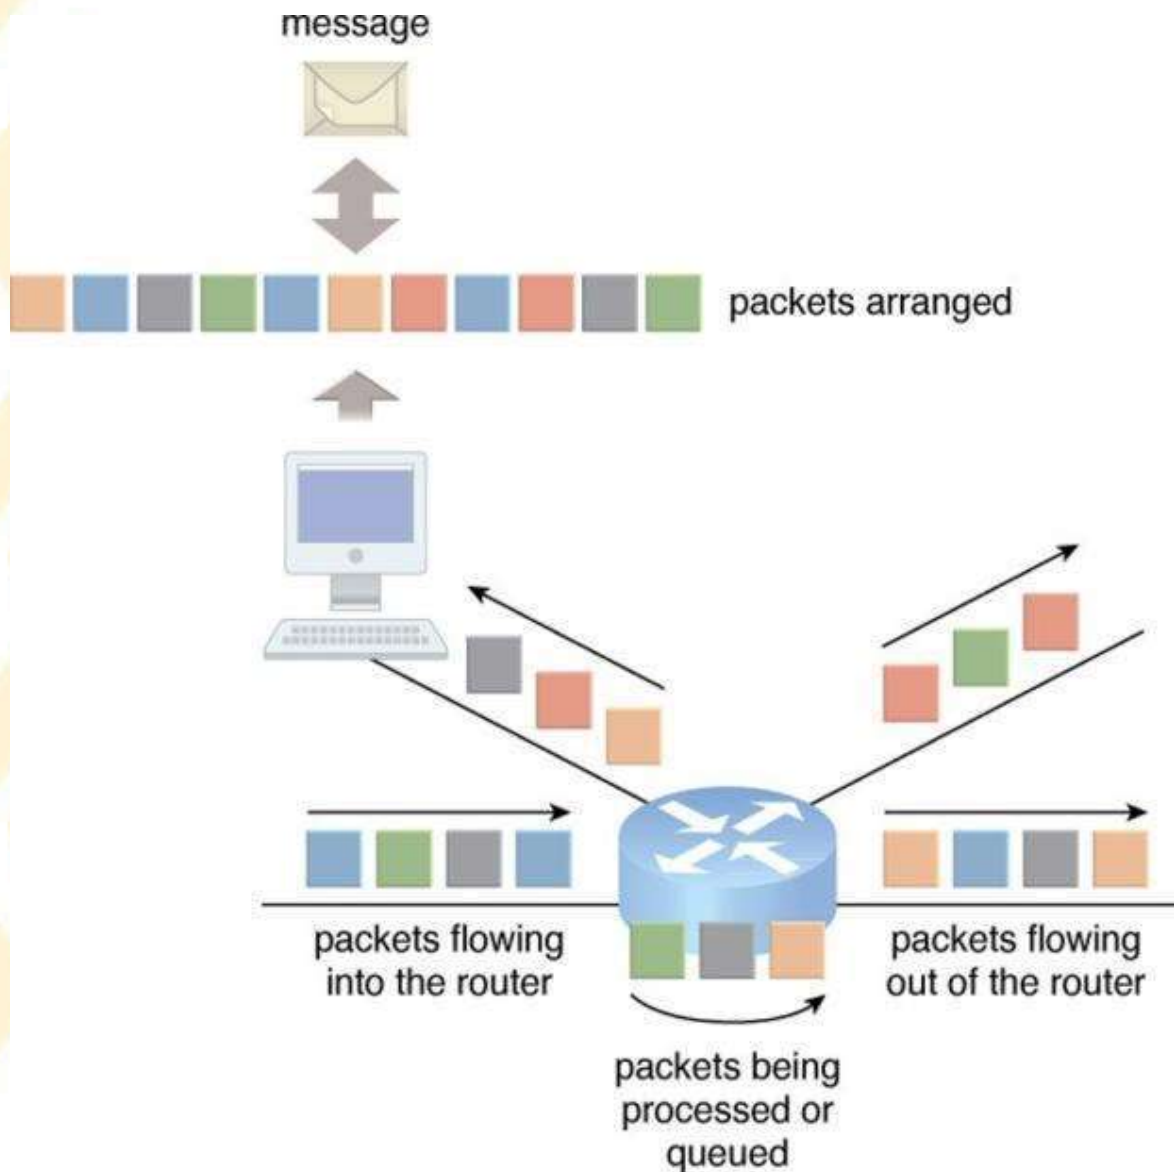 message
packets arranged
packets flowing
into the router
packets flowing
out of the router
packets being
processed or
queued